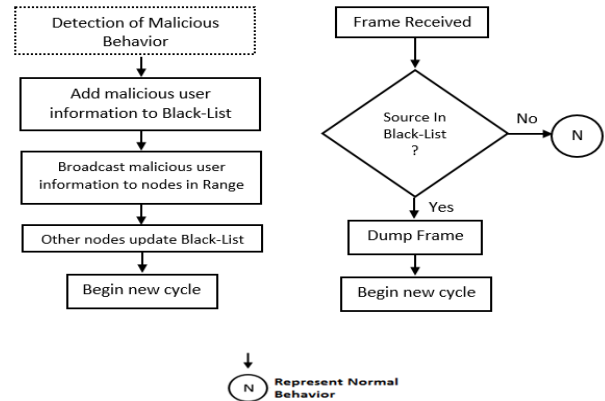 Detection of Malicious
Behavior
Add malicious user
information to Black-List
Broadcast malicious user
information to nodes in Range
Other nodes update Black-List
Begin new cycle
Frame Received
Source In
Black-List
?
No
N
Yes
Dump Frame
Begin new cycle
N
Represent Normal
Behavior